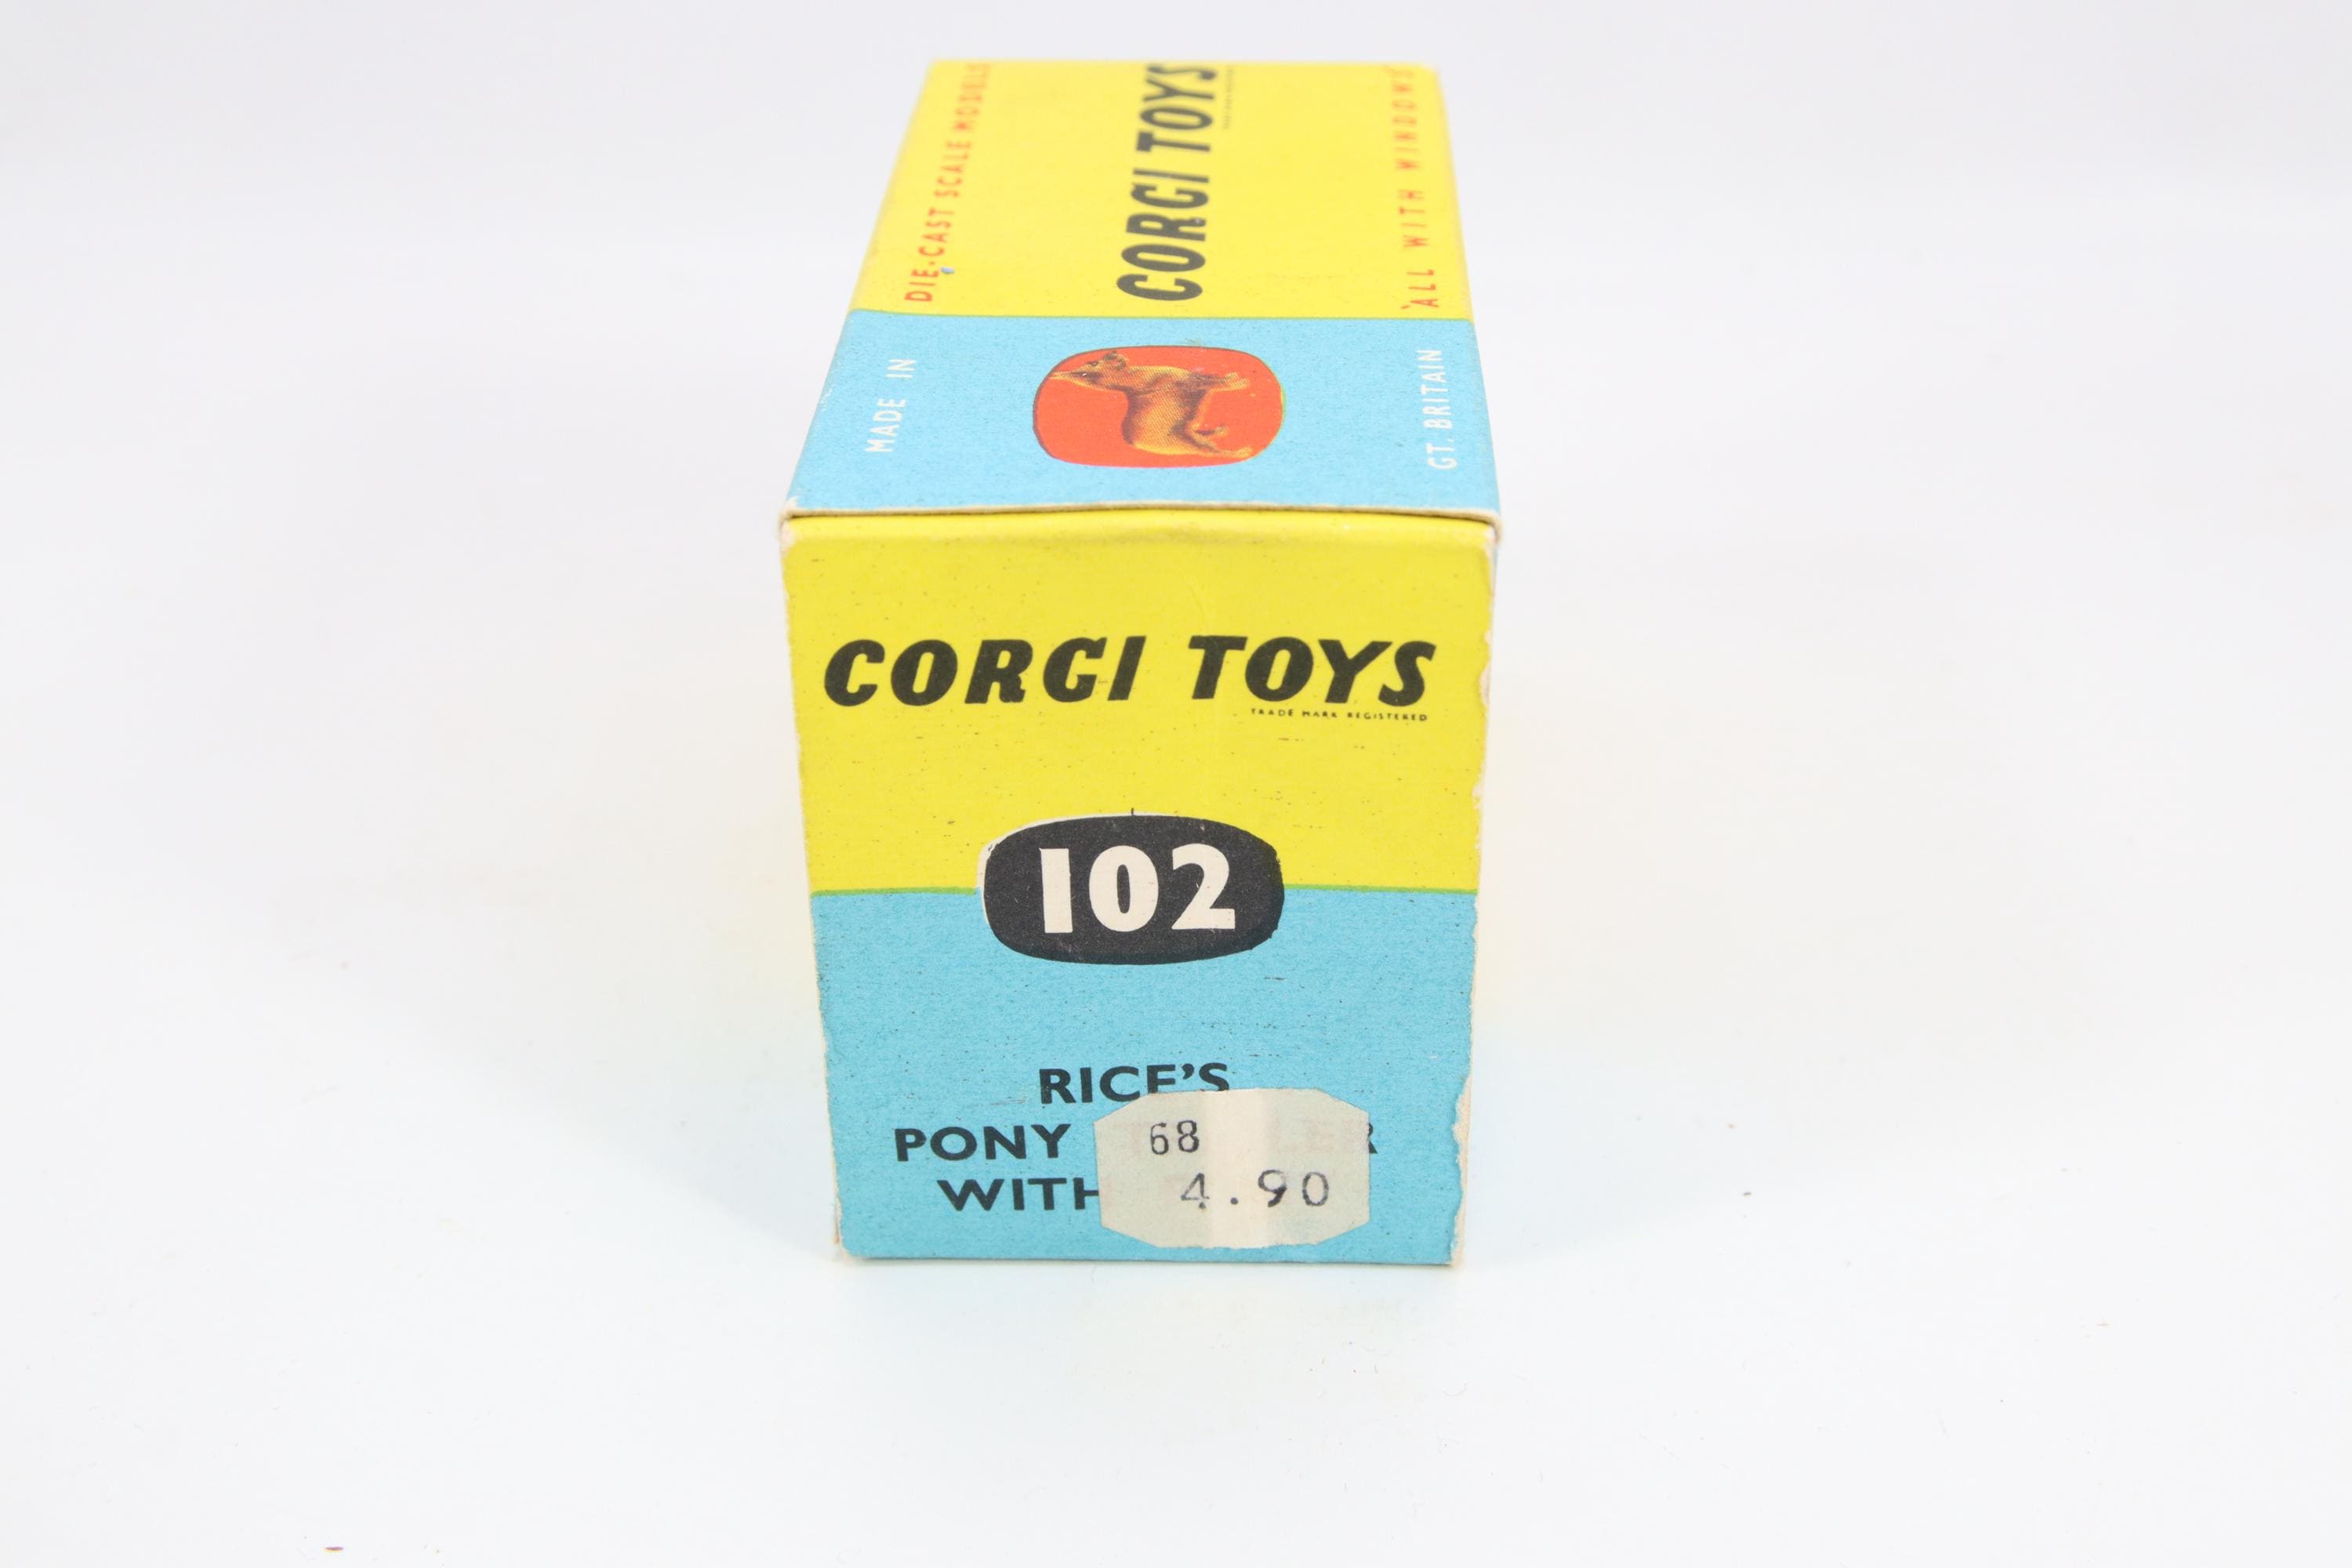 DIE-CAST SCALE MODELS
CORGI TOYS
'ALL WITH WINDOWS'
MADE IN
GT. BRITAIN
CORGI TOYS
TRADE MARK REGISTERED
102
RICE'S
PONY
WITH
68
4.90